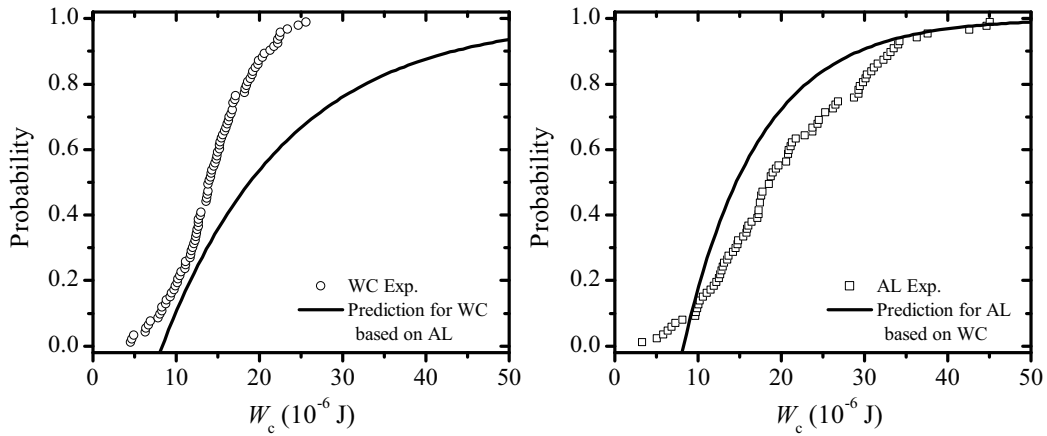 1.0
0.8
0.6
0.4
0.2
0.0
Probability
WC Exp.
Prediction for WC
based on AL
0 10 20 30 40 50
W_c (10^-6 J)
1.0
0.8
0.6
0.4
0.2
0.0
Probability
AL Exp.
Prediction for AL
based on WC
0 10 20 30 40 50
W_c (10^-6 J)